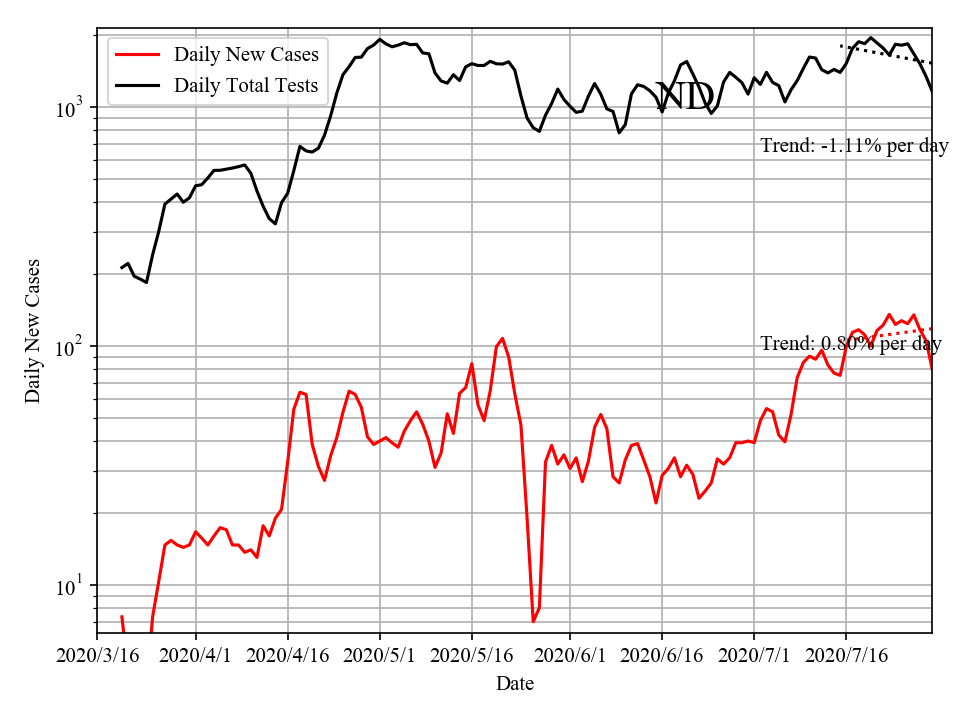 Daily New Cases
Daily Total Tests
ND
Trend: -1.11% per day
Trend: 0.80% per day
10³
10²
10¹
Daily New Cases
2020/3/16 2020/4/1 2020/4/16 2020/5/1 2020/5/16 2020/6/1 2020/6/16 2020/7/1 2020/7/16
Date